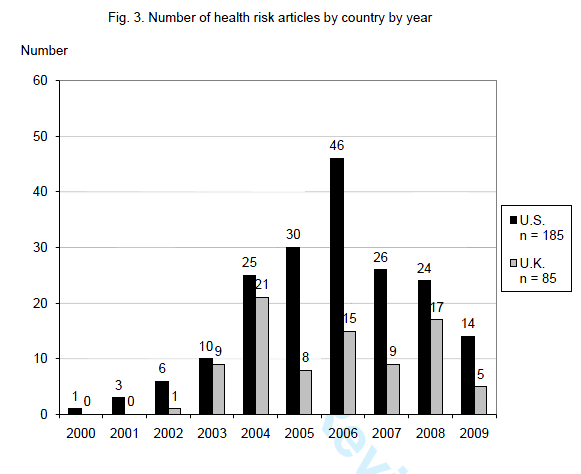 Fig. 3. Number of health risk articles by country by year
Number
60
50
40
30
20
10
0
1 0
3 0
6 1
10 9
25 21
30 8
46 15
26 9
24 17
14 5
2000 2001 2002 2003 2004 2005 2006 2007 2008 2009
U.S.
n = 185
U.K.
n = 85